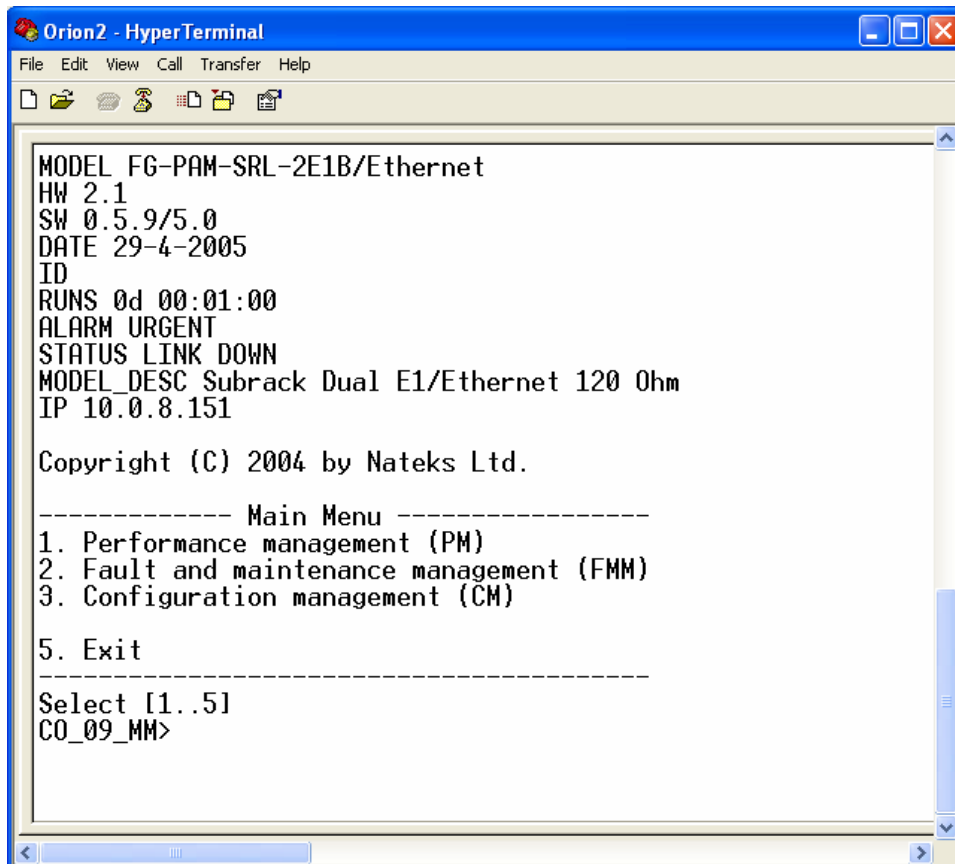 Orion2 - HyperTerminal
File Edit View Call Transfer Help
MODEL FG-PAM-SRL-2E1B/Ethernet
HW 2.1
SW 0.5.9/5.0
DATE 29-4-2005
ID
RUNS 0d 00:01:00
ALARM URGENT
STATUS LINK DOWN
MODEL_DESC Subrack Dual E1/Ethernet 120 Ohm
IP 10.0.8.151
Copyright (C) 2004 by Nateks Ltd.
------------- Main Menu -----------------
1. Performance management (PM)
2. Fault and maintenance management (FMM)
3. Configuration management (CM)
5. Exit
-----------------------------------------
Select [1..5]
CO_09_MM>